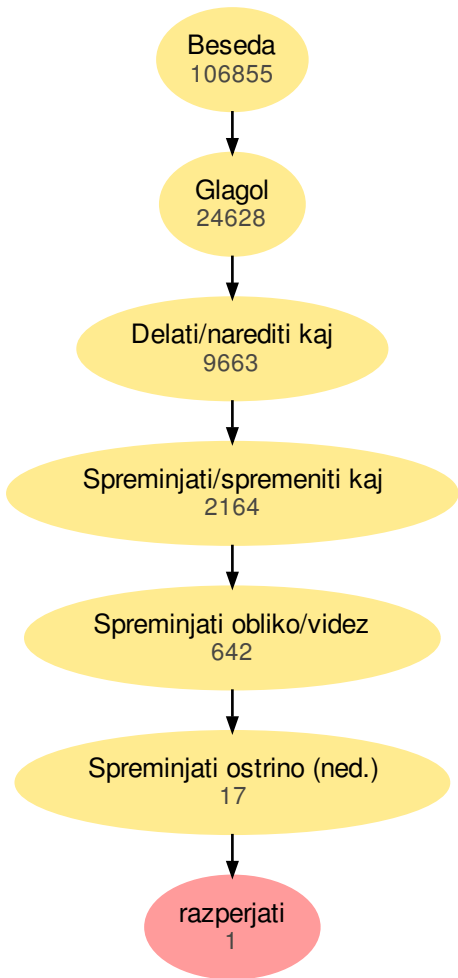 Beseda
106855
Glagol
24628
Delati/narediti kaj
9663
Spreminjati/spremeniti kaj
2164
Spreminjati obliko/videz
642
Spreminjati ostrino (ned.)
17
razperjati
1